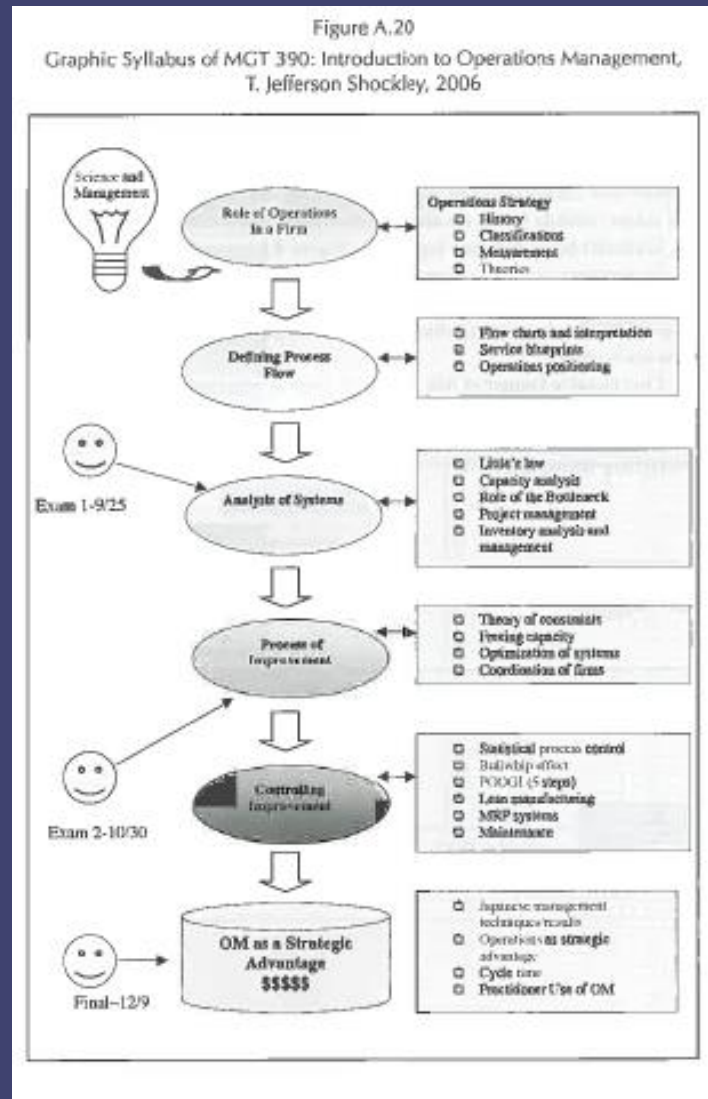 Figure A.20
Graphic Syllabus of MGT 390: Introduction to Operations Management,
T. Jefferson Shockley, 2006
Science and
Management
Role of Operations
In a Firm
Operations Strategy
History
Classifications
Measurement
Theories
Defining Process
Flow
Flow charts and interpretation
Service blueprints
Operations positioning
Exam 1-9/25
Analysis of Systems
Little's law
Capacity analysis
Role of the Bottleneck
Project management
Inventory analysis and
management
Process of
Improvement
Theory of constraints
Freeing capacity
Optimization of systems
Coordination of firms
Exam 2-10/30
Controlling
Improvement
Statistical process control
Bullwhip effect
POOGI (5 steps)
Lean manufacturing
MRP systems
Maintenance
OM as a Strategic
Advantage
$$$$$
Final-12/9
Japanese management
techniques/results
Operations as strategic
advantage
Cycle time
Practitioner Use of OM